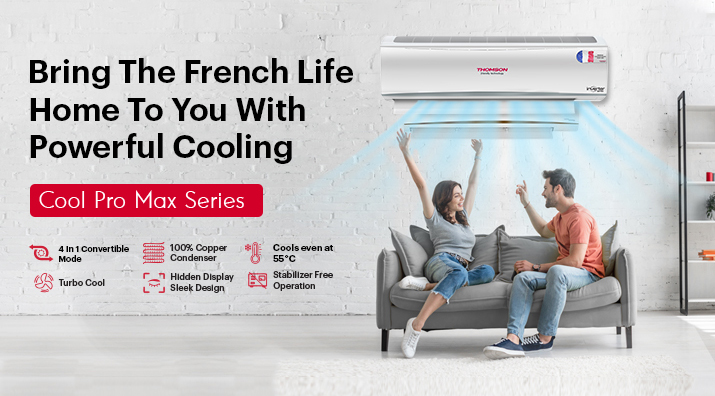 Bring The French Life
Home To You With
Powerful Cooling
Cool Pro Max Series
4 in 1 Convertible
Mode
100% Copper
Condenser
Cools even at
55°C
Turbo Cool
Hidden Display
Sleek Design
Stabilizer Free
Operation
THOMSON